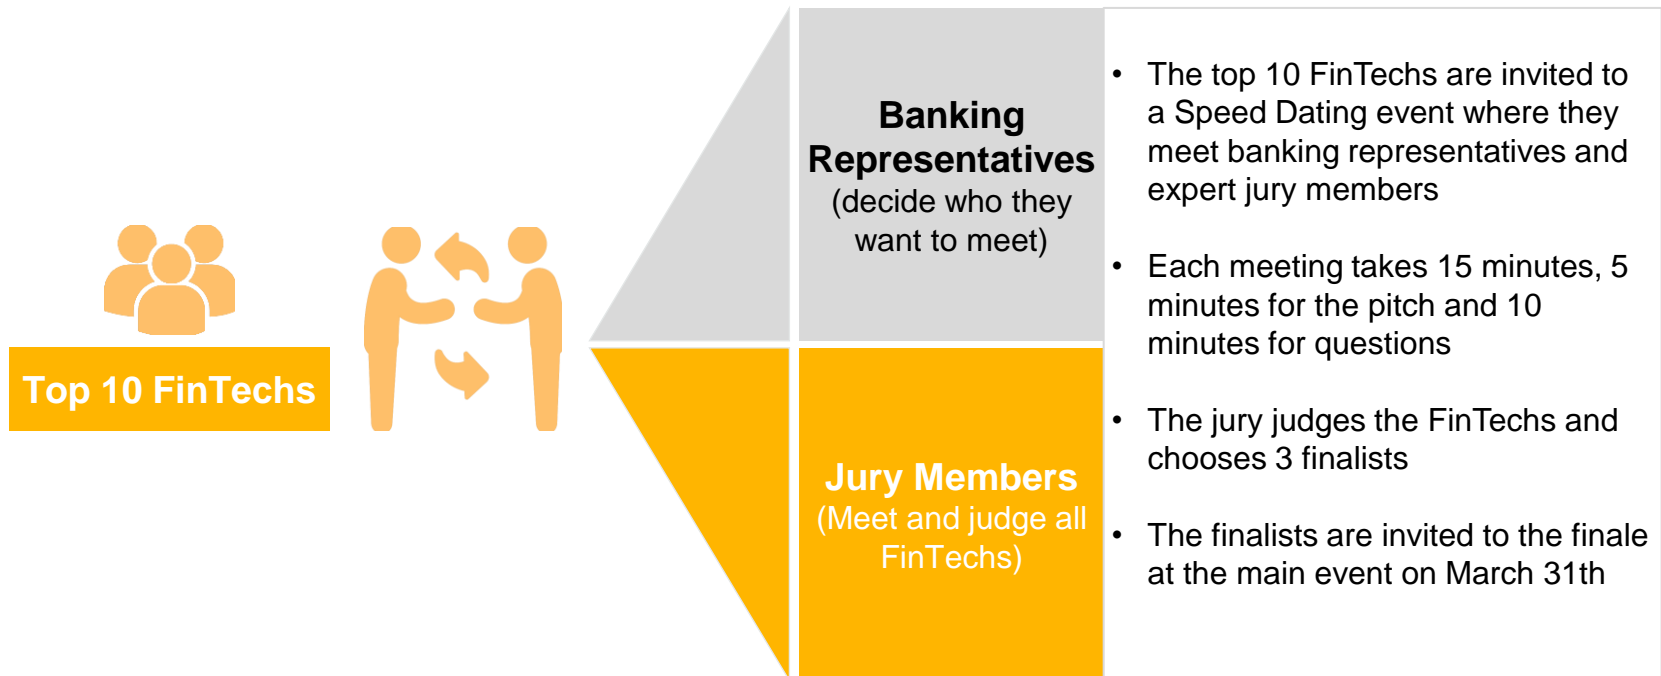 Top 10 FinTechs
Banking
Representatives
(decide who they
want to meet)
Jury Members
(Meet and judge all
FinTechs)
• The top 10 FinTechs are invited to
a Speed Dating event where they
meet banking representatives and
expert jury members
• Each meeting takes 15 minutes, 5
minutes for the pitch and 10
minutes for questions
• The jury judges the FinTechs and
chooses 3 finalists
• The finalists are invited to the finale
at the main event on March 31th